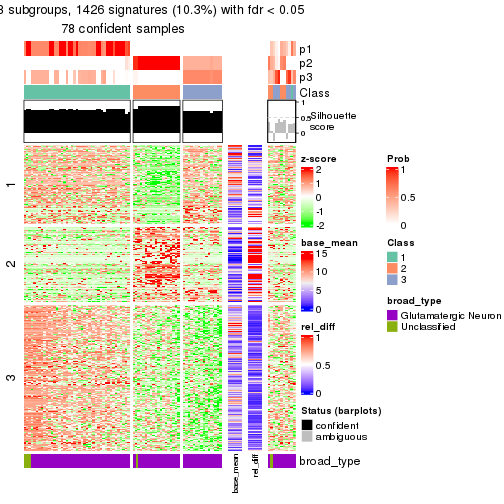 3 subgroups, 1426 signatures (10.3%) with fdr < 0.05
78 confident samples
p1
p2
p3
Class
1
0.5
0
Silhouette
score
1
2
3
base_mean
rel_diff
broad_type
z-score
2
1
0
-1
-2
base_mean
15
10
5
0
rel_diff
1
0.5
0
Status (barplots)
confident
ambiguous
Prob
1
0.5
0
Class
1
2
3
broad_type
Glutamatergic Neuron
Unclassified